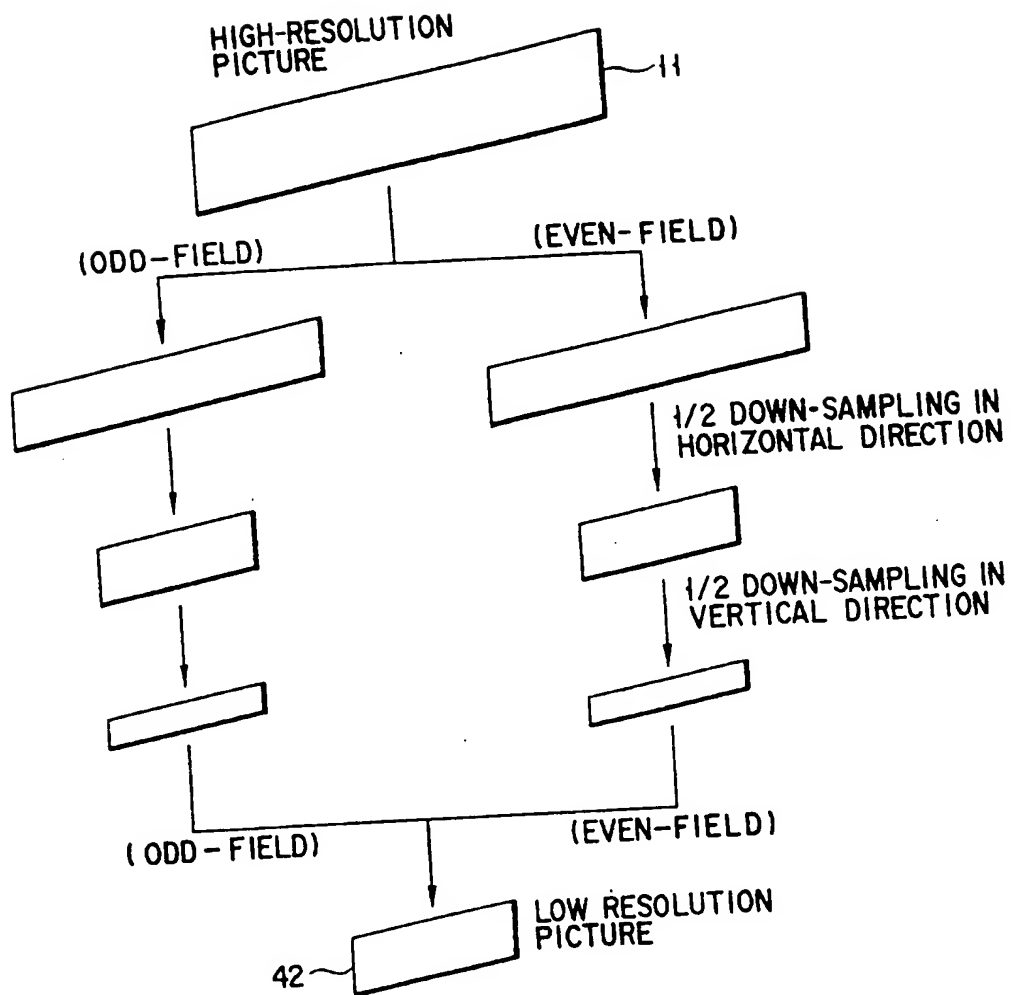 HIGH-RESOLUTION
PICTURE
11
(ODD-FIELD)
(EVEN-FIELD)
1/2 DOWN-SAMPLING IN
HORIZONTAL DIRECTION
1/2 DOWN-SAMPLING IN
VERTICAL DIRECTION
(ODD-FIELD)
(EVEN-FIELD)
LOW RESOLUTION
PICTURE
42